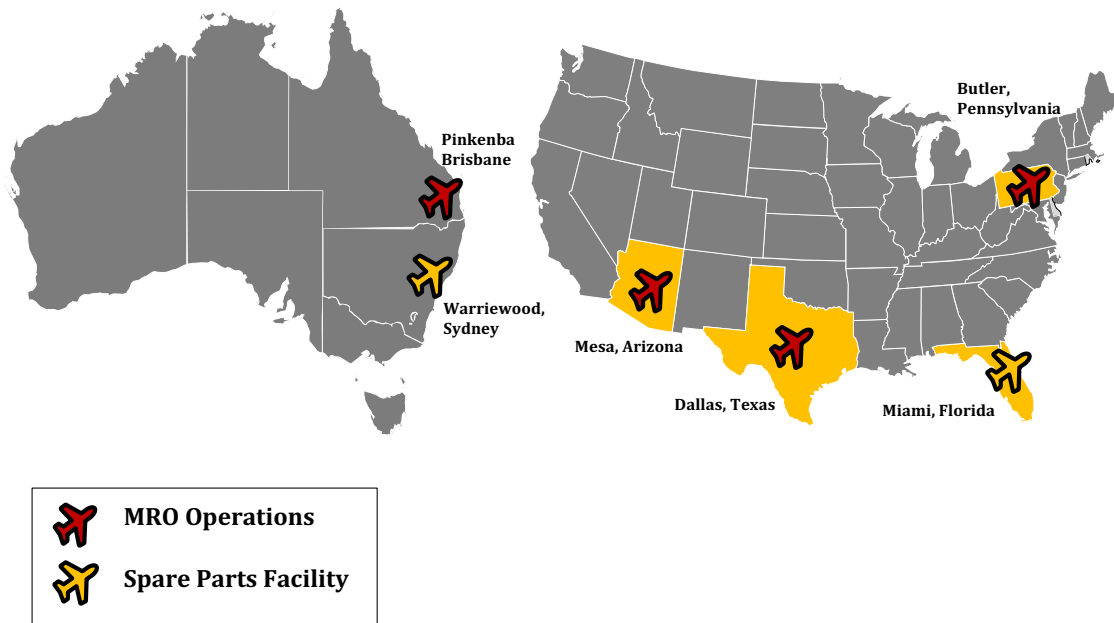 Pinkenba
Brisbane
Warriewood,
Sydney
Butler,
Pennsylvania
Mesa, Arizona
Dallas, Texas
Miami, Florida
MRO Operations
Spare Parts Facility